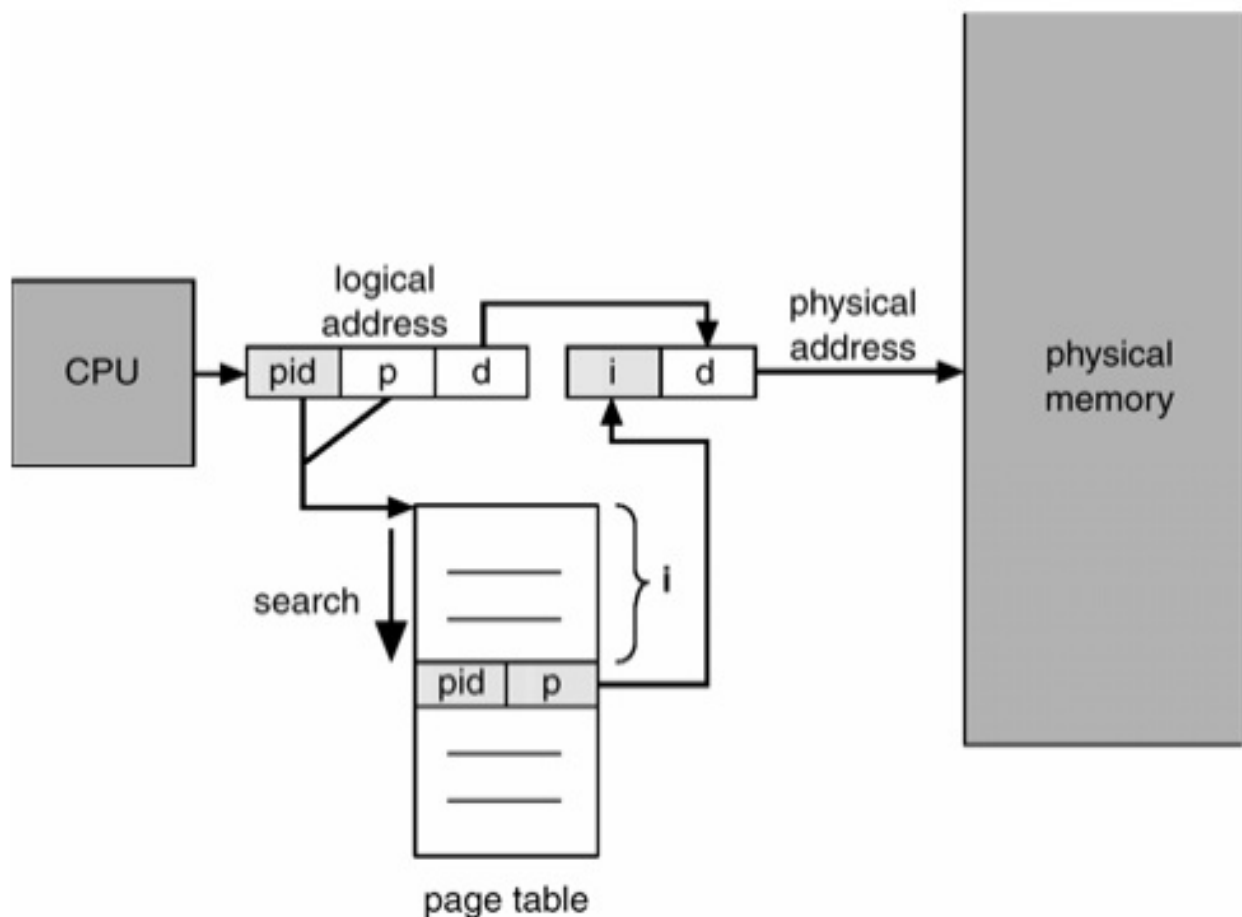 logical
address
physical
address
CPU
pid p d
i d
physical
memory
search
i
pid p
page table